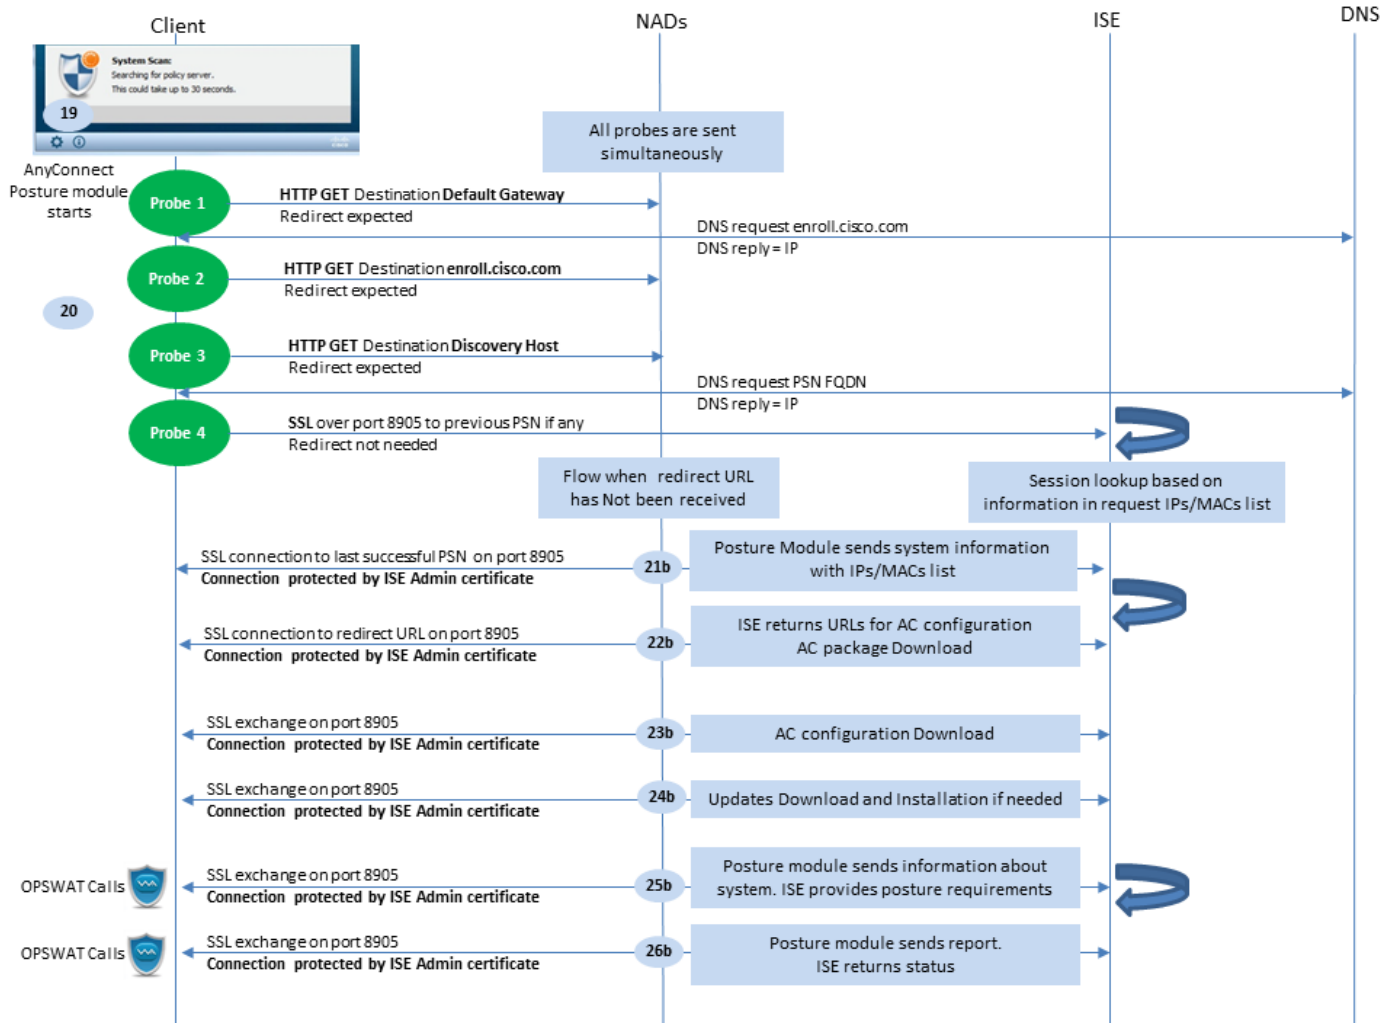 Client
NADs
ISE
DNS
System Scan:
Searching for policy server.
This could take up to 30 seconds.
19
CISCO
All probes are sent
simultaneously
AnyConnect
Posture module
starts
Probe 1
HTTP GET Destination Default Gateway
Redirect expected
DNS request enroll.cisco.com
DNS reply = IP
Probe 2
HTTP GET Destination enroll.cisco.com
Redirect expected
20
Probe 3
HTTP GET Destination Discovery Host
Redirect expected
DNS request PSN FQDN
DNS reply = IP
Probe 4
SSL over port 8905 to previous PSN if any
Redirect not needed
Flow when redirect URL
has Not been received
Session lookup based on
information in request IPs/MACs list
SSL connection to last successful PSN on port 8905
Connection protected by ISE Admin certificate
21b
Posture Module sends system information
with IPs/MACs list
SSL connection to redirect URL on port 8905
Connection protected by ISE Admin certificate
22b
ISE returns URLs for AC configuration
AC package Download
SSL exchange on port 8905
Connection protected by ISE Admin certificate
23b
AC configuration Download
SSL exchange on port 8905
Connection protected by ISE Admin certificate
24b
Updates Download and Installation if needed
OPSWAT Calls
SSL exchange on port 8905
Connection protected by ISE Admin certificate
25b
Posture module sends information about
system. ISE provides posture requirements
OPSWAT Calls
SSL exchange on port 8905
Connection protected by ISE Admin certificate
26b
Posture module sends report.
ISE returns status